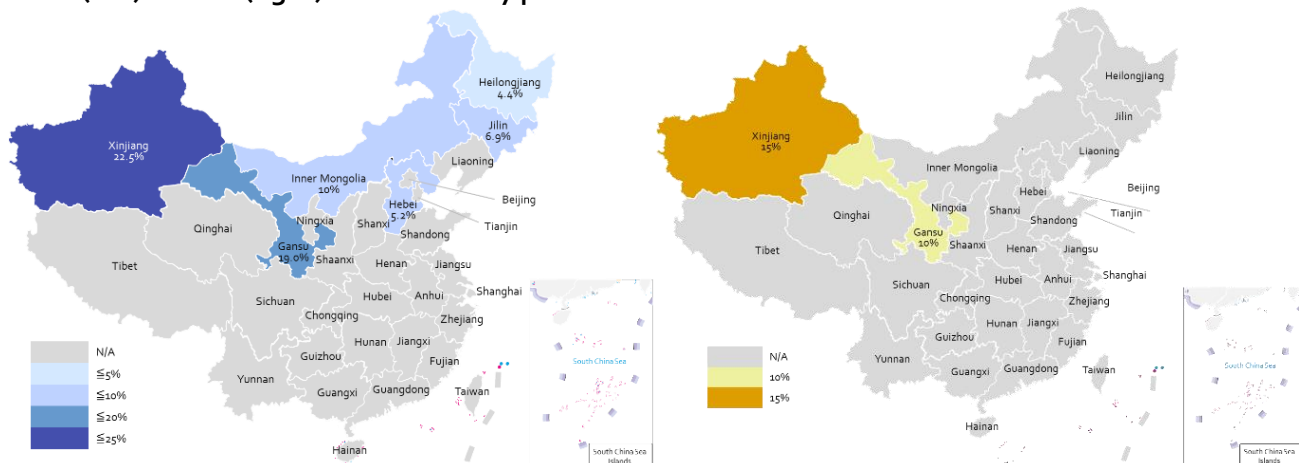 Heilongjiang
4.4%
Jilin
6.9%
Xinjiang
22.5%
Liaoning
Inner Mongolia
10%
Beijing
Hebei
5.2%
Tianjin
Ningxia
Shanxi
Qinghai
Shandong
Gansu
19.0%
Shaanxi
Tibet
Henan
Jiangsu
Sichuan
Hubei
Anhui
Shanghai
Chongqing
Zhejiang
Hunan
Jiangxi
Guizhou
Fujian
Yunnan
Guangxi
Guangdong
Taiwan
Hainan
South China Sea
South China Sea
Islands
N/A
≦5%
≦10%
≦20%
≦25%
Heilongjiang
Jilin
Xinjiang
15%
Liaoning
Inner Mongolia
Beijing
Hebei
Tianjin
Ningxia
Shanxi
Qinghai
Shandong
Gansu
10%
Shaanxi
Tibet
Henan
Jiangsu
Shanghai
Sichuan
Hubei
Anhui
Chongqing
Zhejiang
Hunan
Jiangxi
Guizhou
Fujian
Yunnan
Guangxi
Guangdong
Taiwan
Hainan
South China Sea
South China Sea
Islands
N/A
10%
15%